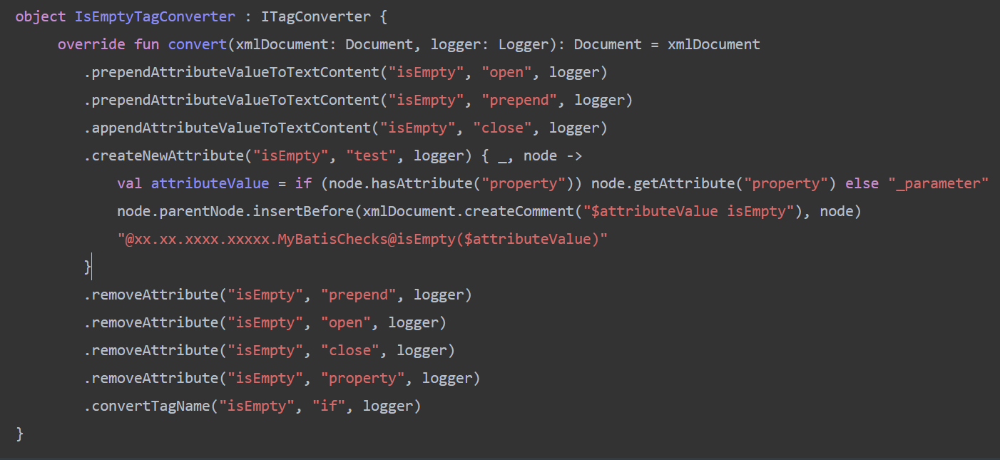 object IsEmptyTagConverter : ITagConverter {
override fun convert(xmlDocument: Document, logger: Logger): Document = xmlDocument
.prependAttributeValueToTextContent("isEmpty", "open", logger)
.prependAttributeValueToTextContent("isEmpty", "prepend", logger)
.appendAttributeValueToTextContent("isEmpty", "close", logger)
.createNewAttribute("isEmpty", "test", logger) { _, node ->
val attributeValue = if (node.hasAttribute("property")) node.getAttribute("property") else "_parameter"
node.parentNode.insertBefore(xmlDocument.createComment("$attributeValue isEmpty"), node)
"@xx.xx.xxxx.xxxxx.MyBatisChecks@isEmpty($attributeValue)"
}
.removeAttribute("isEmpty", "prepend", logger)
.removeAttribute("isEmpty", "open", logger)
.removeAttribute("isEmpty", "close", logger)
.removeAttribute("isEmpty", "property", logger)
.convertTagName("isEmpty", "if", logger)
}